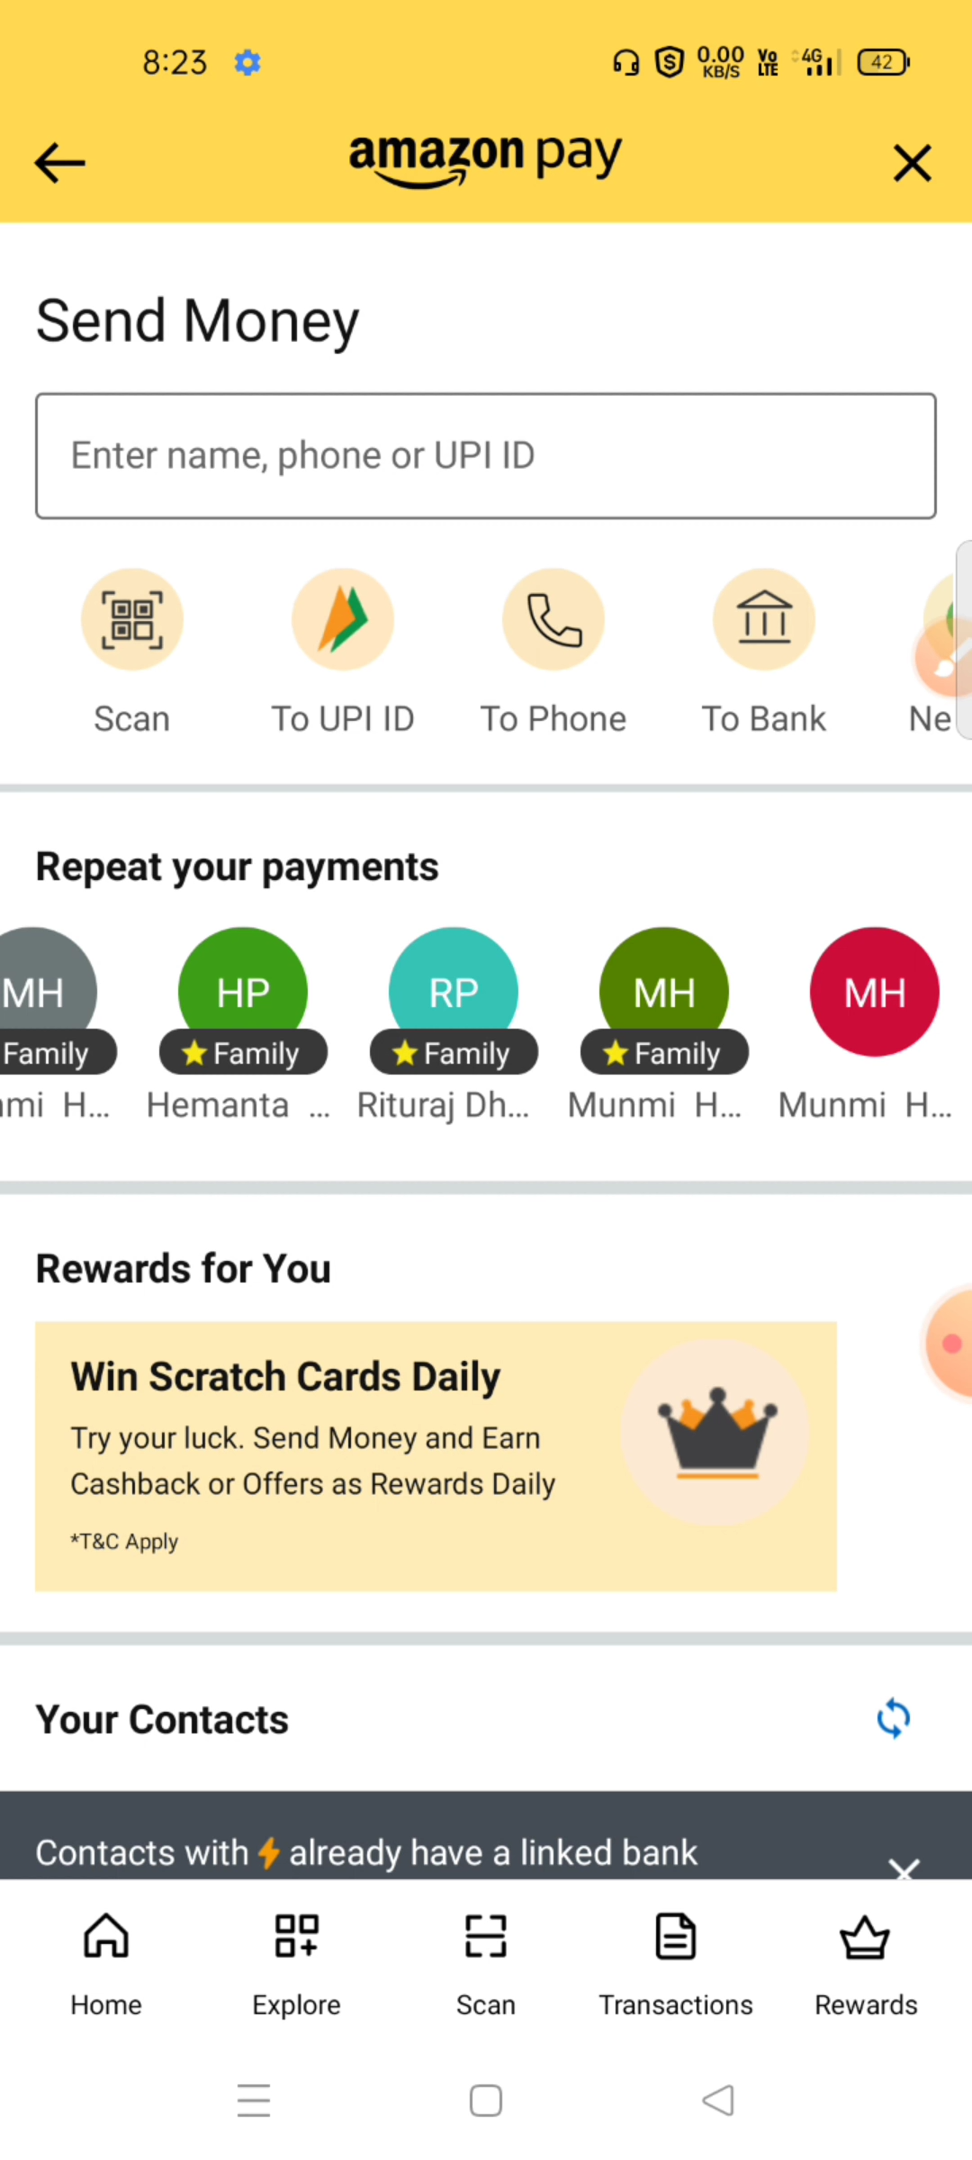 8:23 0.00 KB/S Vo LTE 4G 42
amazon pay
Send Money
Enter name, phone or UPI ID
Scan To UPI ID To Phone To Bank Ne
Repeat your payments
MH HP RP MH MH
Family Family Family Family
mi H... Hemanta ... Rituraj Dh... Munmi H... Munmi H...
Rewards for You
Win Scratch Cards Daily
Try your luck. Send Money and Earn
Cashback or Offers as Rewards Daily
*T&C Apply
Your Contacts
Contacts with already have a linked bank
Home Explore Scan Transactions Rewards